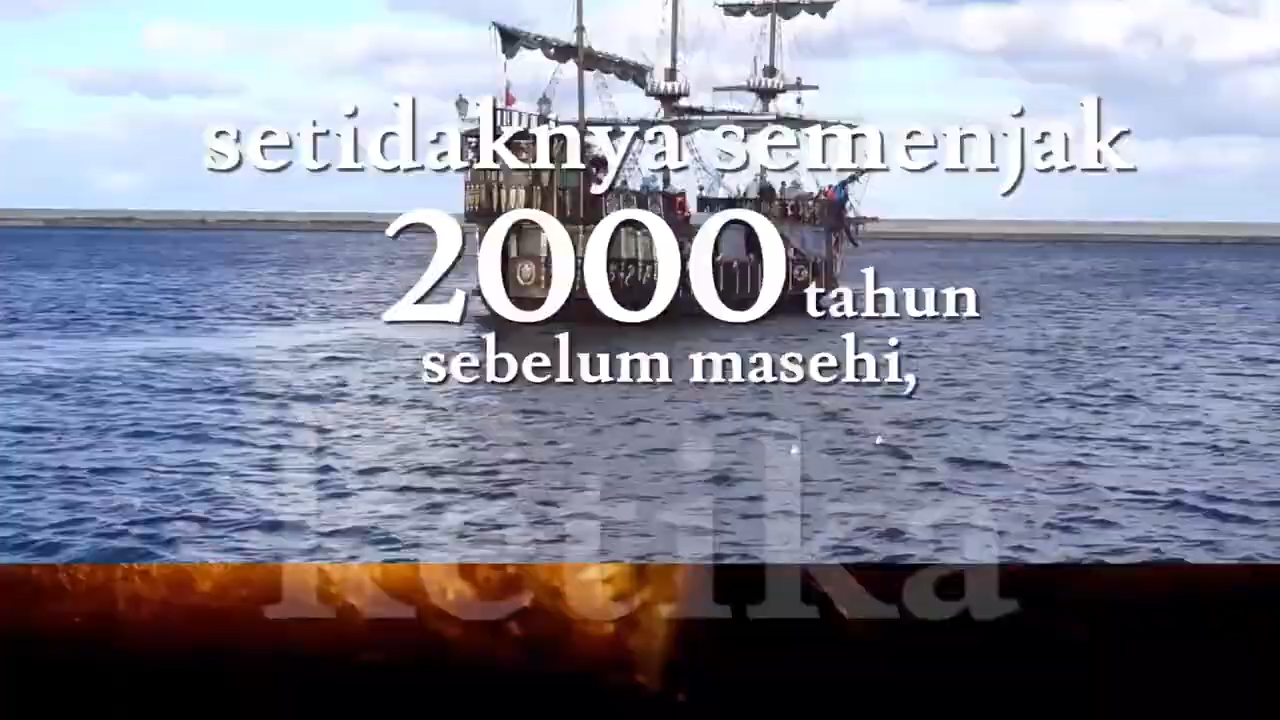 setidaknya semenjak
2000 tahun
sebelum masehi,
ketika